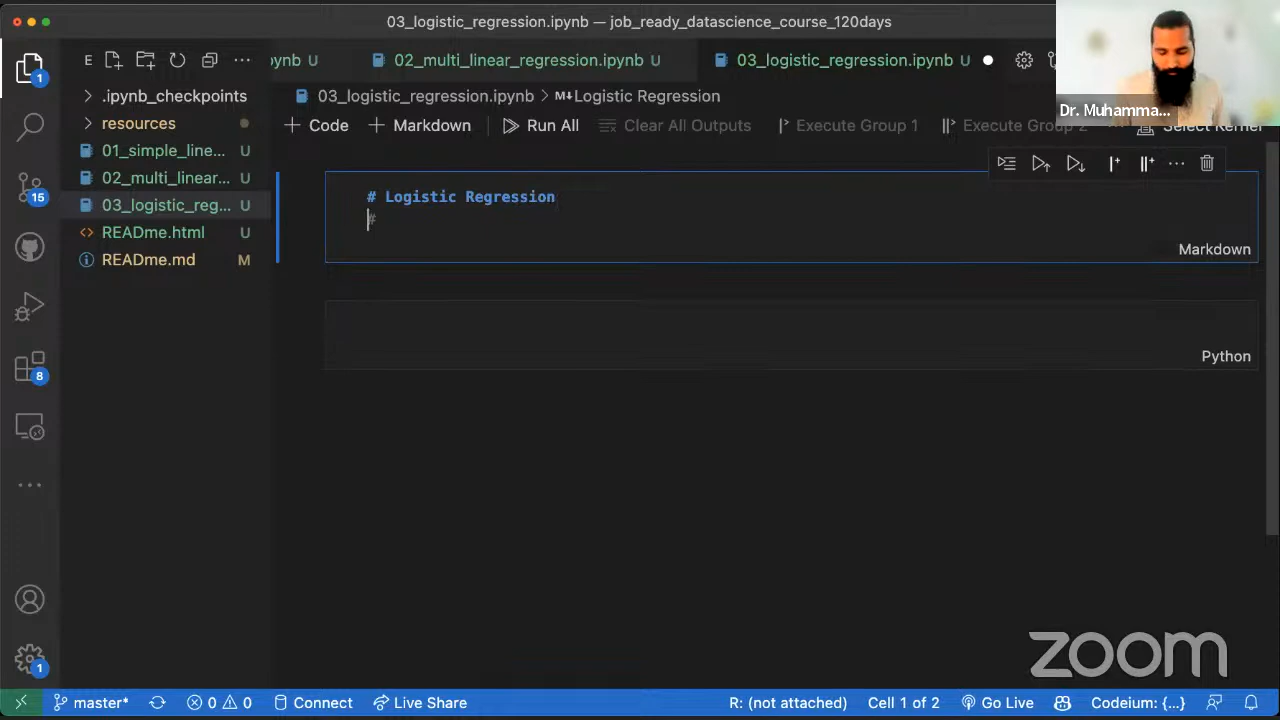 03_logistic_regression.ipynb — job_ready_datascience_course_120days
E
ynb U
02_multi_linear_regression.ipynb U
03_logistic_regression.ipynb U
.ipynb_checkpoints
03_logistic_regression.ipynb > M↓Logistic Regression
Dr. Muhamma...
resources
Code
Markdown
Run All
Clear All Outputs
Execute Group 1
Execute Group 2
Select Kernel
01_simple_line... U
02_multi_linear... U
03_logistic_reg... U
READme.html U
READme.md M
# Logistic Regression
#
Markdown
Python
1
15
8
1
zoom
master*
0
0
Connect
Live Share
R: (not attached)
Cell 1 of 2
Go Live
Codeium: {...}